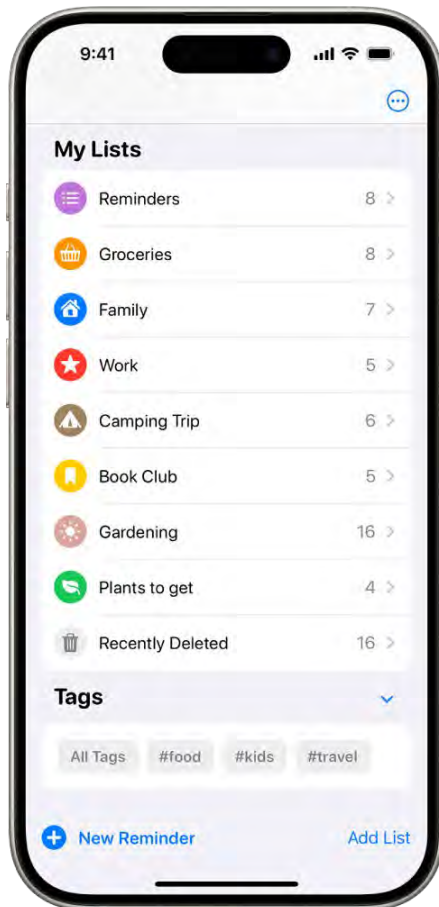 9:41
My Lists
Reminders 8
Groceries 8
Family 7
Work 5
Camping Trip 6
Book Club 5
Gardening 16
Plants to get 4
Recently Deleted 16
Tags
All Tags #food #kids #travel
New Reminder Add List